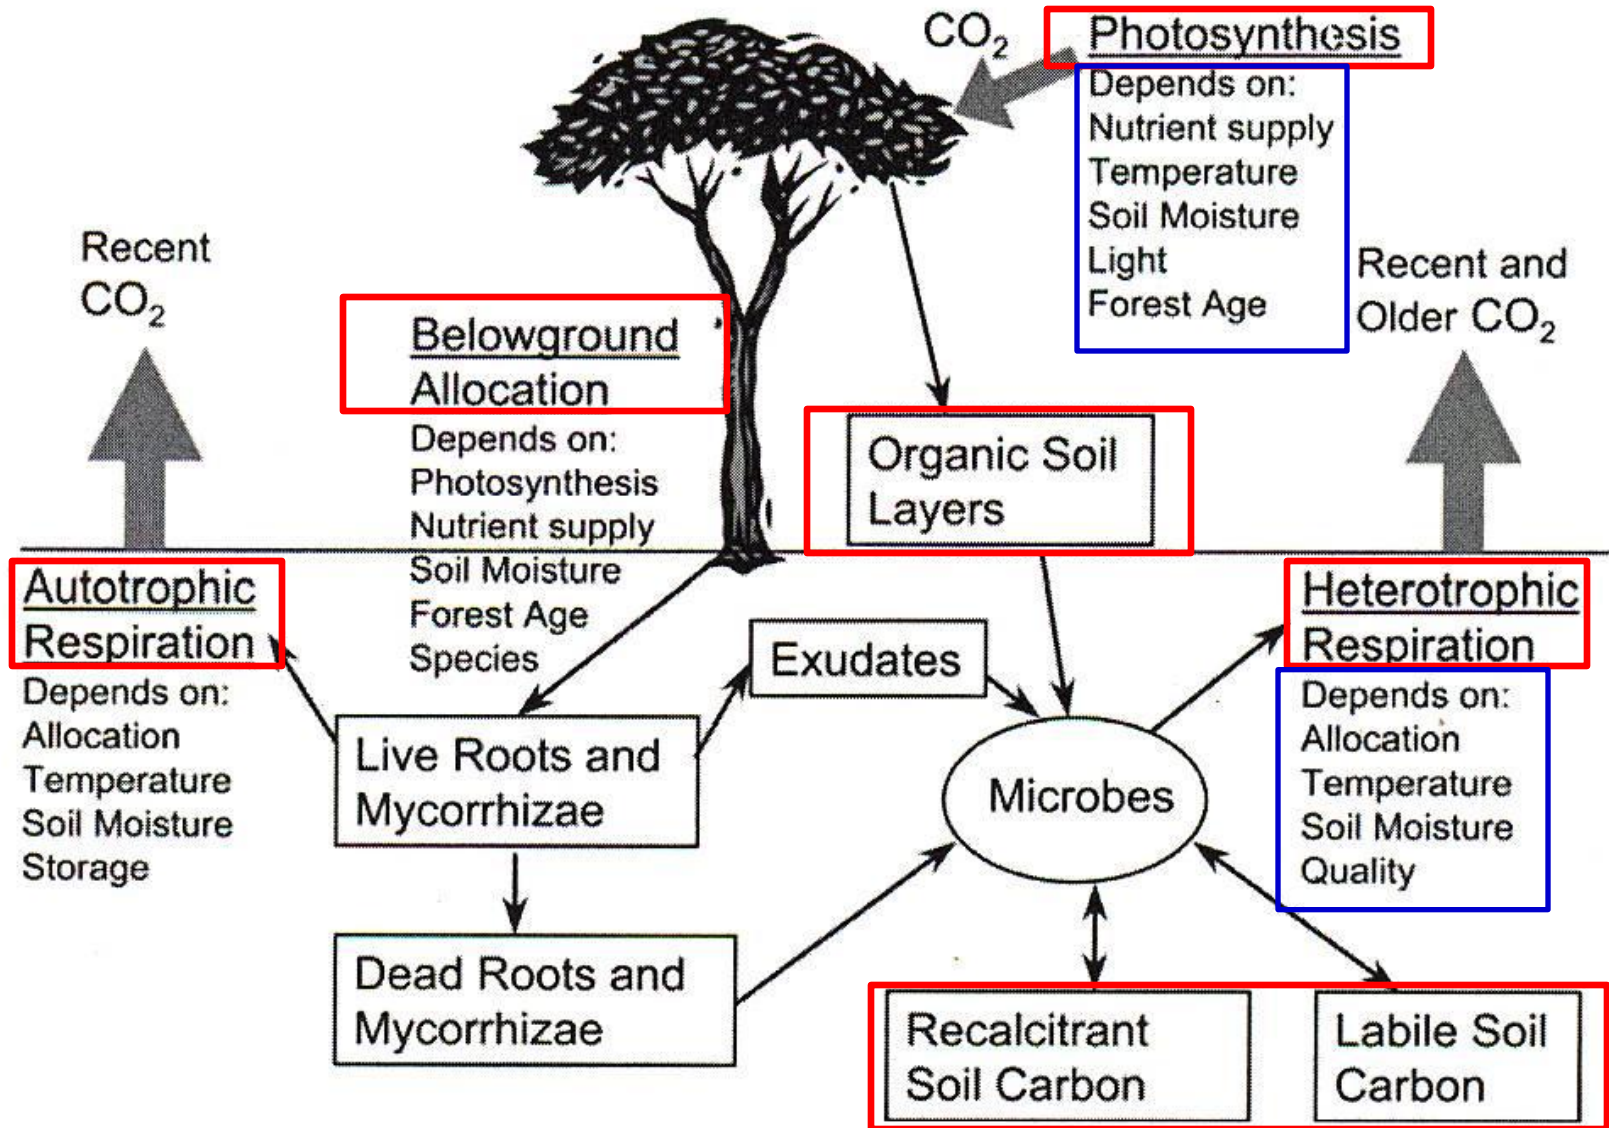 CO2
Photosynthesis
Depends on:
Nutrient supply
Temperature
Soil Moisture
Light
Forest Age
Recent
CO2
Recent and
Older CO2
Belowground
Allocation
Depends on:
Photosynthesis
Nutrient supply
Soil Moisture
Forest Age
Species
Organic Soil
Layers
Autotrophic
Respiration
Depends on:
Allocation
Temperature
Soil Moisture
Storage
Exudates
Heterotrophic
Respiration
Depends on:
Allocation
Temperature
Soil Moisture
Quality
Live Roots and
Mycorrhizae
Microbes
Dead Roots and
Mycorrhizae
Recalcitrant
Soil Carbon
Labile Soil
Carbon